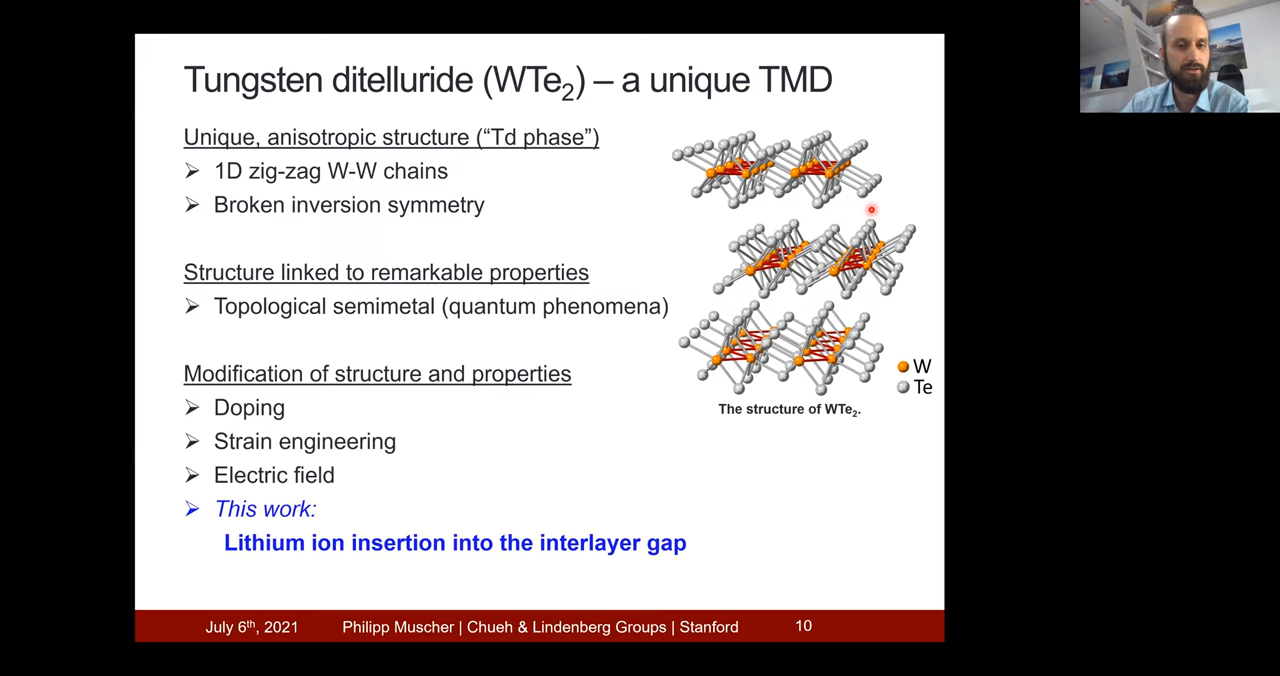 Tungsten ditelluride (WTe₂) – a unique TMD
Unique, anisotropic structure (“Td phase”)
➢ 1D zig-zag W-W chains
➢ Broken inversion symmetry
Structure linked to remarkable properties
➢ Topological semimetal (quantum phenomena)
Modification of structure and properties
➢ Doping
➢ Strain engineering
➢ Electric field
➢ This work:
Lithium ion insertion into the interlayer gap
W
Te
The structure of WTe₂.
July 6th, 2021 Philipp Muscher | Chueh & Lindenberg Groups | Stanford 10